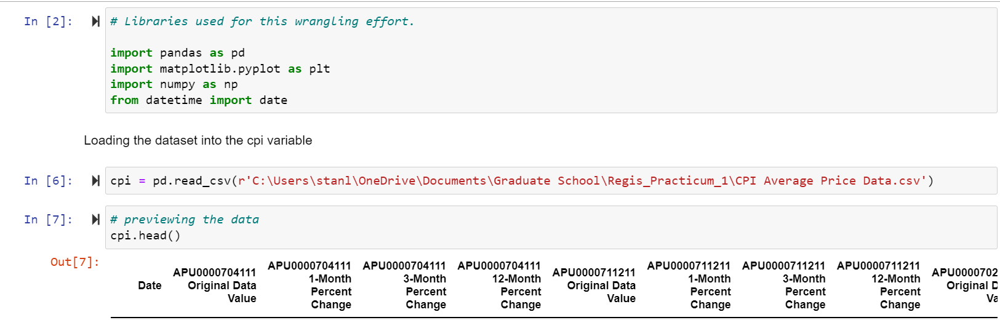 In [2]:
# Libraries used for this wrangling effort.
import pandas as pd
import matplotlib.pyplot as plt
import numpy as np
from datetime import date
Loading the dataset into the cpi variable
In [6]:
cpi = pd.read_csv(r'C:\Users\stanl\OneDrive\Documents\Graduate School\Regis_Practicum_1\CPI Average Price Data.csv')
In [7]:
# previewing the data
cpi.head()
Out[7]:
Date
APU0000704111
Original Data
Value
APU0000704111
1-Month
Percent
Change
APU0000704111
3-Month
Percent
Change
APU0000704111
12-Month
Percent
Change
APU0000711211
Original Data
Value
APU0000711211
1-Month
Percent
Change
APU0000711211
3-Month
Percent
Change
APU0000711211
12-Month
Percent
Change
APU0000702
Original D
Va